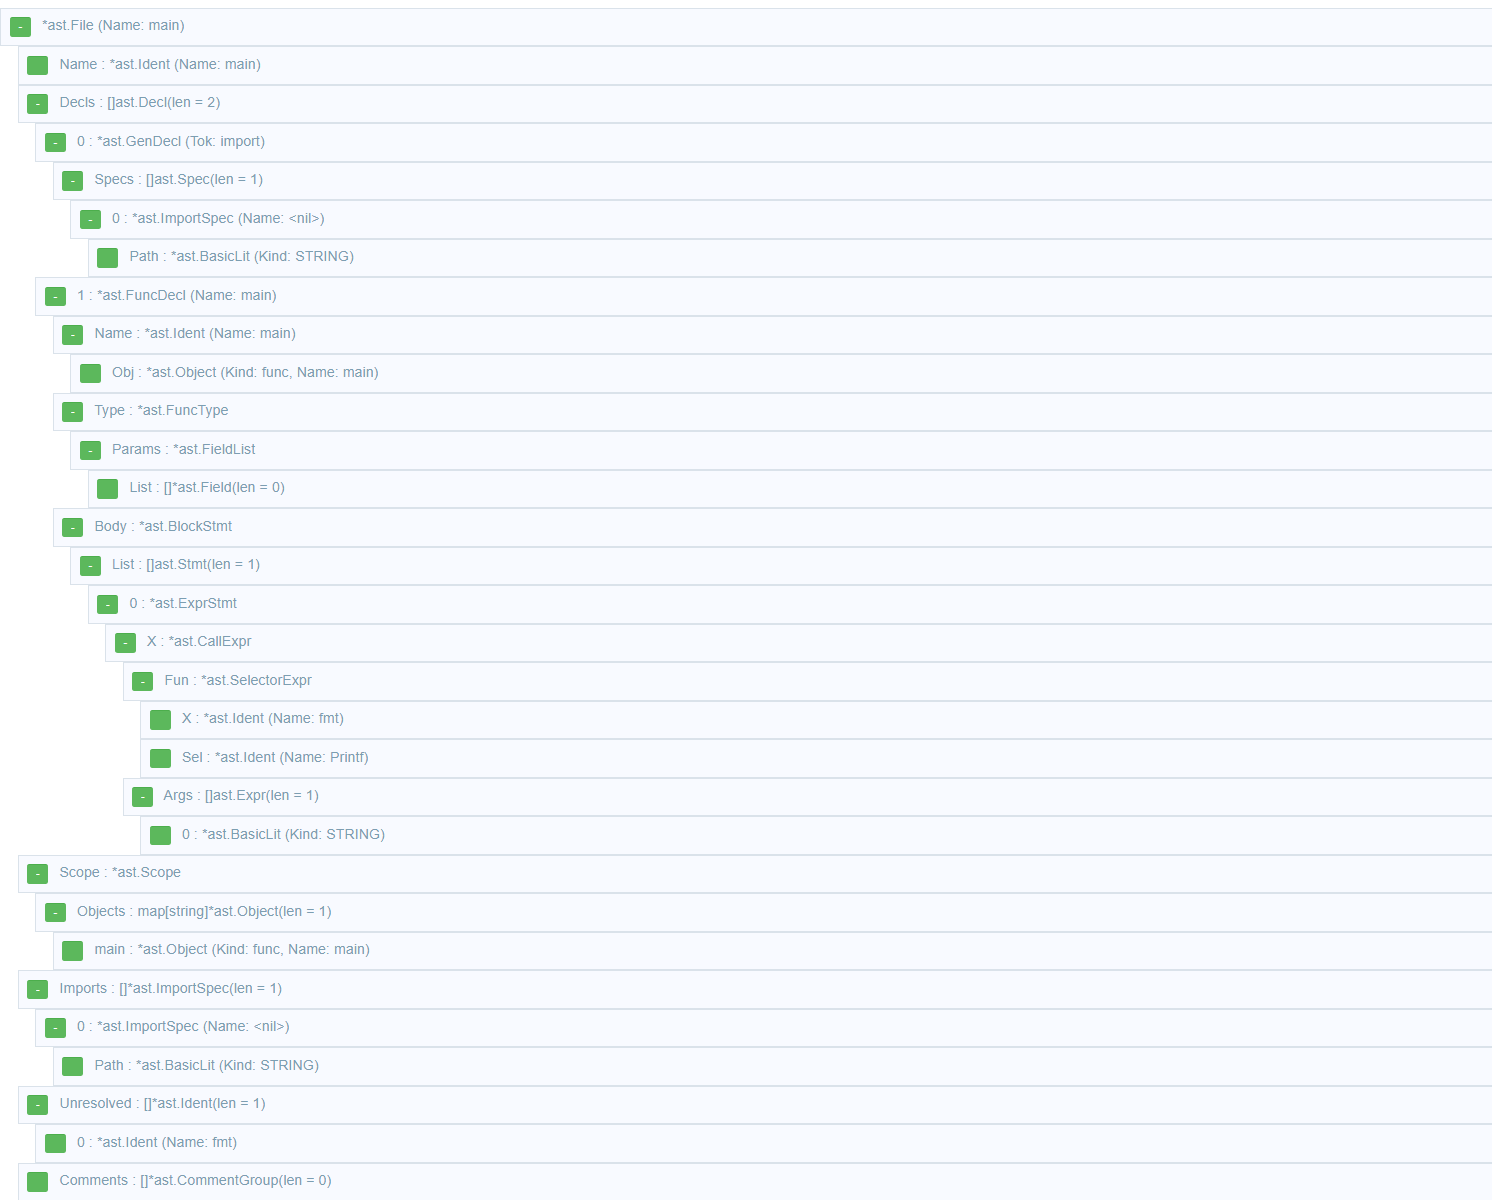 - *ast.File (Name: main)
Name : *ast.Ident (Name: main)
- Decls : []ast.Decl(len = 2)
- 0 : *ast.GenDecl (Tok: import)
- Specs : []ast.Spec(len = 1)
- 0 : *ast.ImportSpec (Name: <nil>)
Path : *ast.BasicLit (Kind: STRING)
- 1 : *ast.FuncDecl (Name: main)
- Name : *ast.Ident (Name: main)
Obj : *ast.Object (Kind: func, Name: main)
- Type : *ast.FuncType
- Params : *ast.FieldList
List : []*ast.Field(len = 0)
- Body : *ast.BlockStmt
- List : []ast.Stmt(len = 1)
- 0 : *ast.ExprStmt
- X : *ast.CallExpr
- Fun : *ast.SelectorExpr
X : *ast.Ident (Name: fmt)
Sel : *ast.Ident (Name: Printf)
- Args : []ast.Expr(len = 1)
0 : *ast.BasicLit (Kind: STRING)
- Scope : *ast.Scope
- Objects : map[string]*ast.Object(len = 1)
main : *ast.Object (Kind: func, Name: main)
- Imports : []*ast.ImportSpec(len = 1)
- 0 : *ast.ImportSpec (Name: <nil>)
Path : *ast.BasicLit (Kind: STRING)
- Unresolved : []*ast.Ident(len = 1)
0 : *ast.Ident (Name: fmt)
Comments : []*ast.CommentGroup(len = 0)